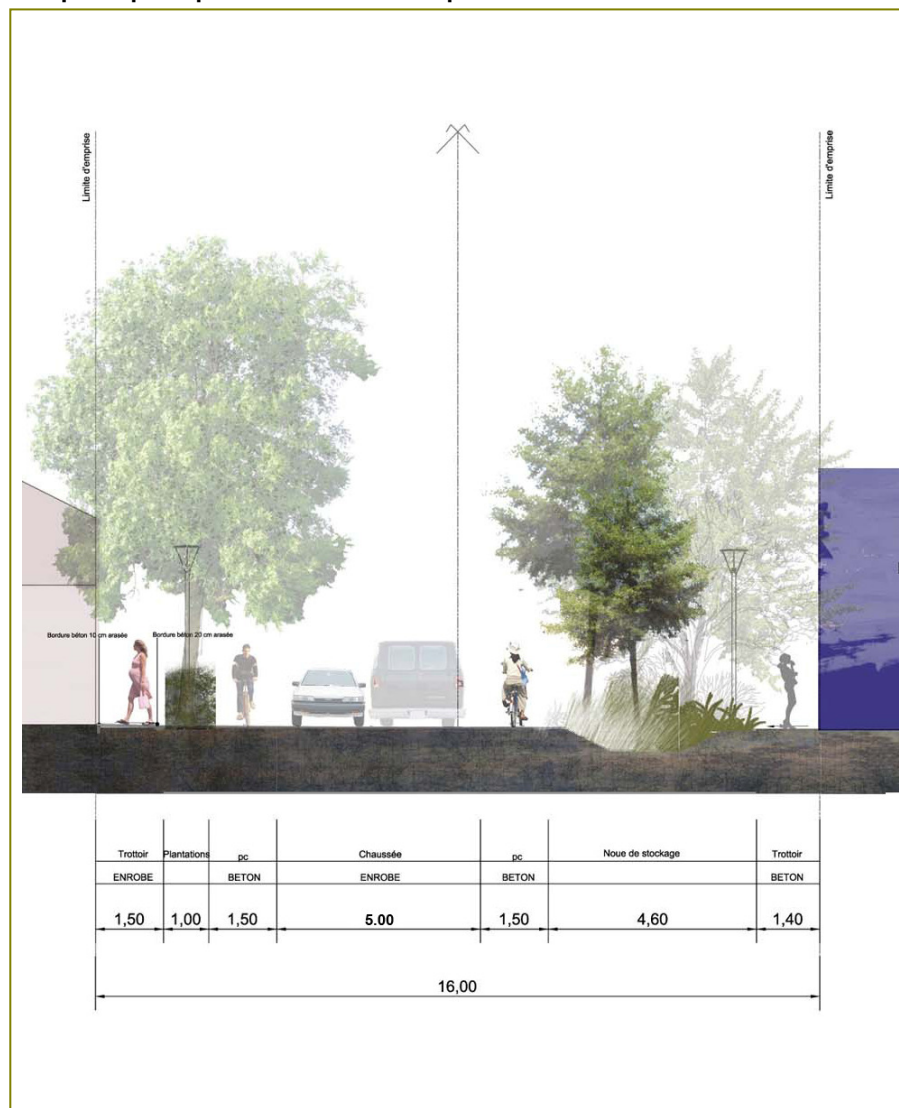 Limite d'emprise
Limite d'emprise
Bordure béton 10 cm arasée
Bordure béton 20 cm arasée
Trottoir Plantations pc Chaussée pc Noue de stockage Trottoir
ENROBE BETON ENROBE BETON BETON
1,50 1,00 1,50 5.00 1,50 4,60 1,40
16,00